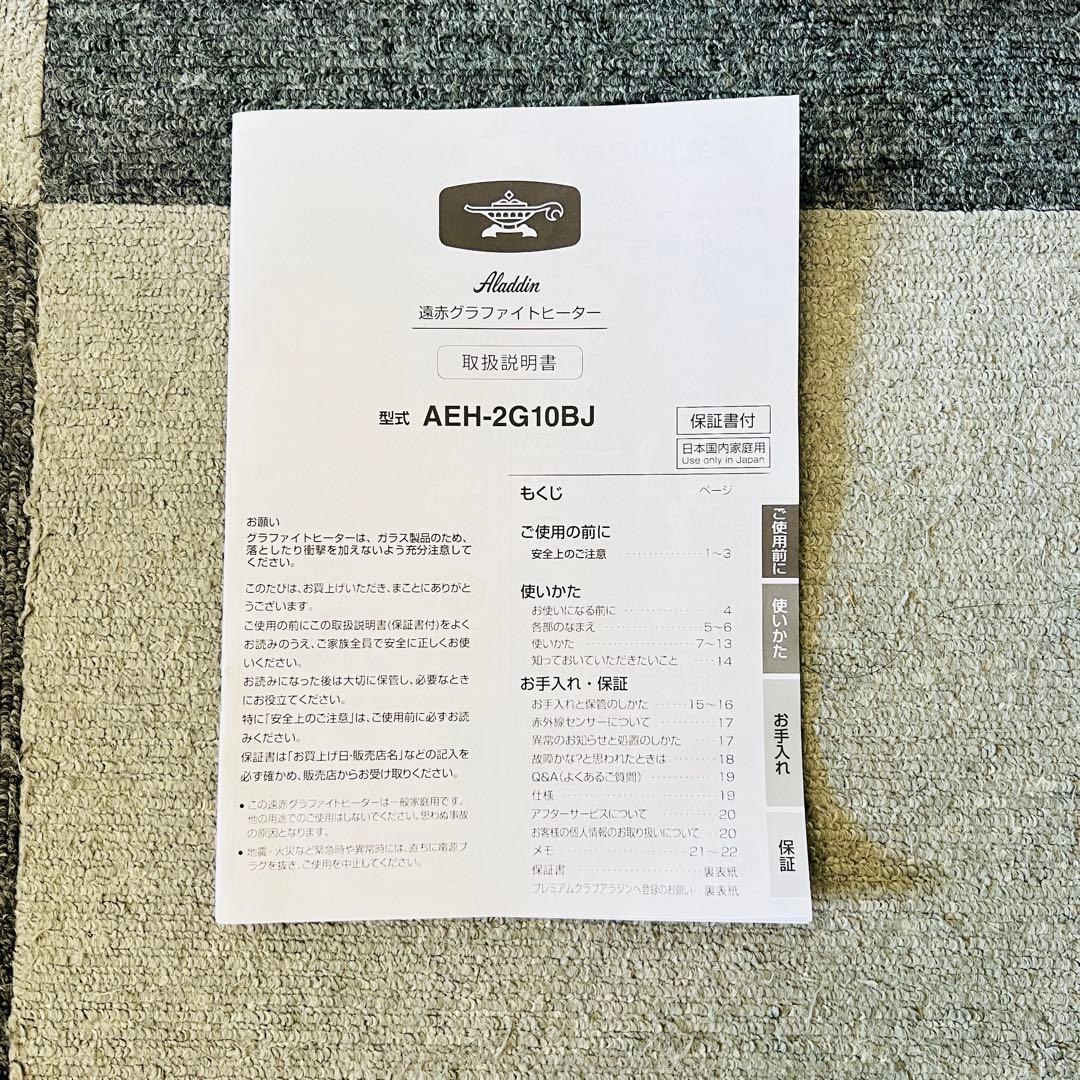 Aladdin
遠赤グラファイトヒーター
取扱説明書
型式 AEH-2G10BJ
保証書付
日本国内家庭用
Use only in Japan
お願い
グラファイトヒーターは、ガラス製品のため、
落としたり衝撃を加えないよう充分注意して
ください。
このたびは、お買上げいただき、まことにありがと
うございます。
ご使用の前にこの取扱説明書(保証書付)をよく
お読みのうえ、ご家族全員で安全に正しくお使
いください。
お読みになった後は大切に保管し、必要なとき
にお役立てください。
特に「安全上のご注意」は、ご使用前に必ずお読
みください。
保証書は「お買上げ日・販売店名」などの記入を
必ず確かめ、販売店からお受け取りください。
●この遠赤グラファイトヒーターは一般家庭用です。
他の用途でのご使用はしないでください。思わぬ事故
の原因となります。
●地震・火災など緊急時や異常時には、直ちに電源プ
ラグを抜き、ご使用を中止してください。
もくじ ページ
ご使用の前に
安全上のご注意 ·············· 1～3
使いかた
お使いになる前に ·················· 4
各部のなまえ ·················· 5～6
使いかた ·················· 7～13
知っておいていただきたいこと ····· 14
お手入れ・保証
お手入れと保管のしかた ······ 15～16
赤外線センサーについて ············ 17
異常のお知らせと処置のしかた ····· 17
故障かな?と思われたときは ········· 18
Q&A(よくあるご質問) ············ 19
仕様 ························· 19
アフターサービスについて ··········· 20
お客様の個人情報のお取り扱いについて ·· 20
メモ ···················· 21～22
保証書 ···················· 裏表紙
プレミアムクラブアラジンへ登録のお願い ·· 裏表紙
ご使用前に
使いかた
お手入れ
保証